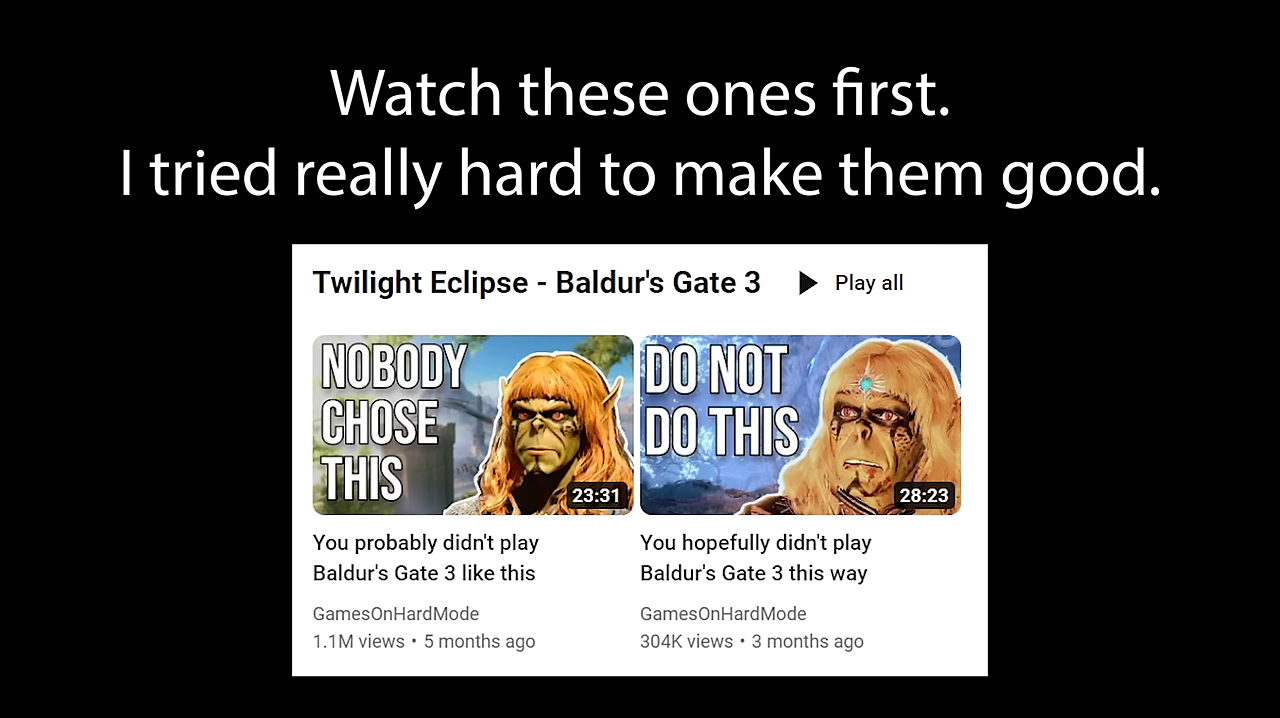 Watch these ones first.
I tried really hard to make them good.
Twilight Eclipse - Baldur's Gate 3
Play all
NOBODY
CHOSE
THIS
23:31
DO NOT
DO THIS
28:23
You probably didn't play
Baldur's Gate 3 like this
GamesOnHardMode
1.1M views • 5 months ago
You hopefully didn't play
Baldur's Gate 3 this way
GamesOnHardMode
304K views • 3 months ago